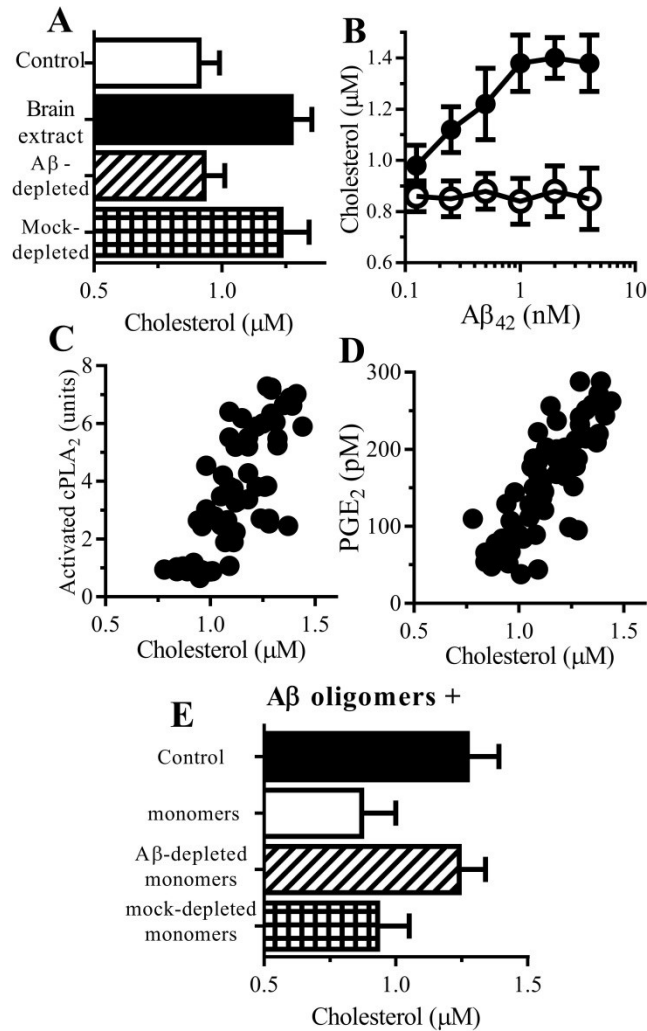 A
Control
Brain
extract
Aβ -
depleted
Mock-
depleted
0.5 1.0
Cholesterol (μM)
B
Cholesterol (μM)
1.4
1.2
1.0
0.8
0.6
0.1 1 10
Aβ42 (nM)
C
Activated cPLA2 (units)
8
6
4
2
0
0.5 1.0 1.5
Cholesterol (μM)
D
PGE2 (pM)
300
200
100
0
0.5 1.0 1.5
Cholesterol (μM)
E
Aβ oligomers +
Control
monomers
Aβ-depleted
monomers
mock-depleted
monomers
0.5 1.0 1.5
Cholesterol (μM)